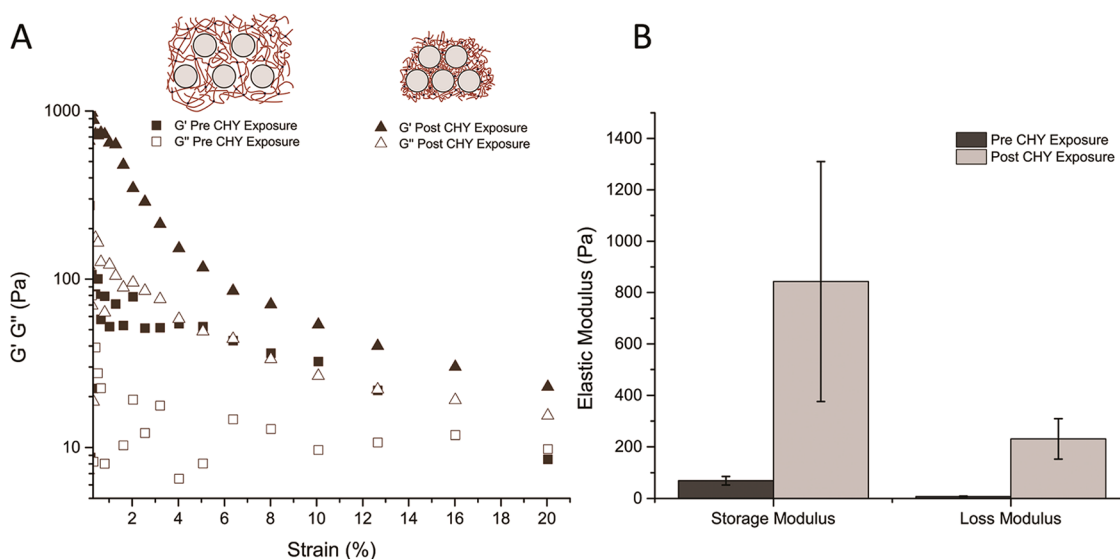 A
G' Pre CHY Exposure
G" Pre CHY Exposure
G' Post CHY Exposure
G" Post CHY Exposure
1000
100
10
G' G" (Pa)
2 4 6 8 10 12 14 16 18 20
Strain (%)
B
Pre CHY Exposure
Post CHY Exposure
1400
1200
1000
800
600
400
200
0
Elastic Modulus (Pa)
Storage Modulus Loss Modulus